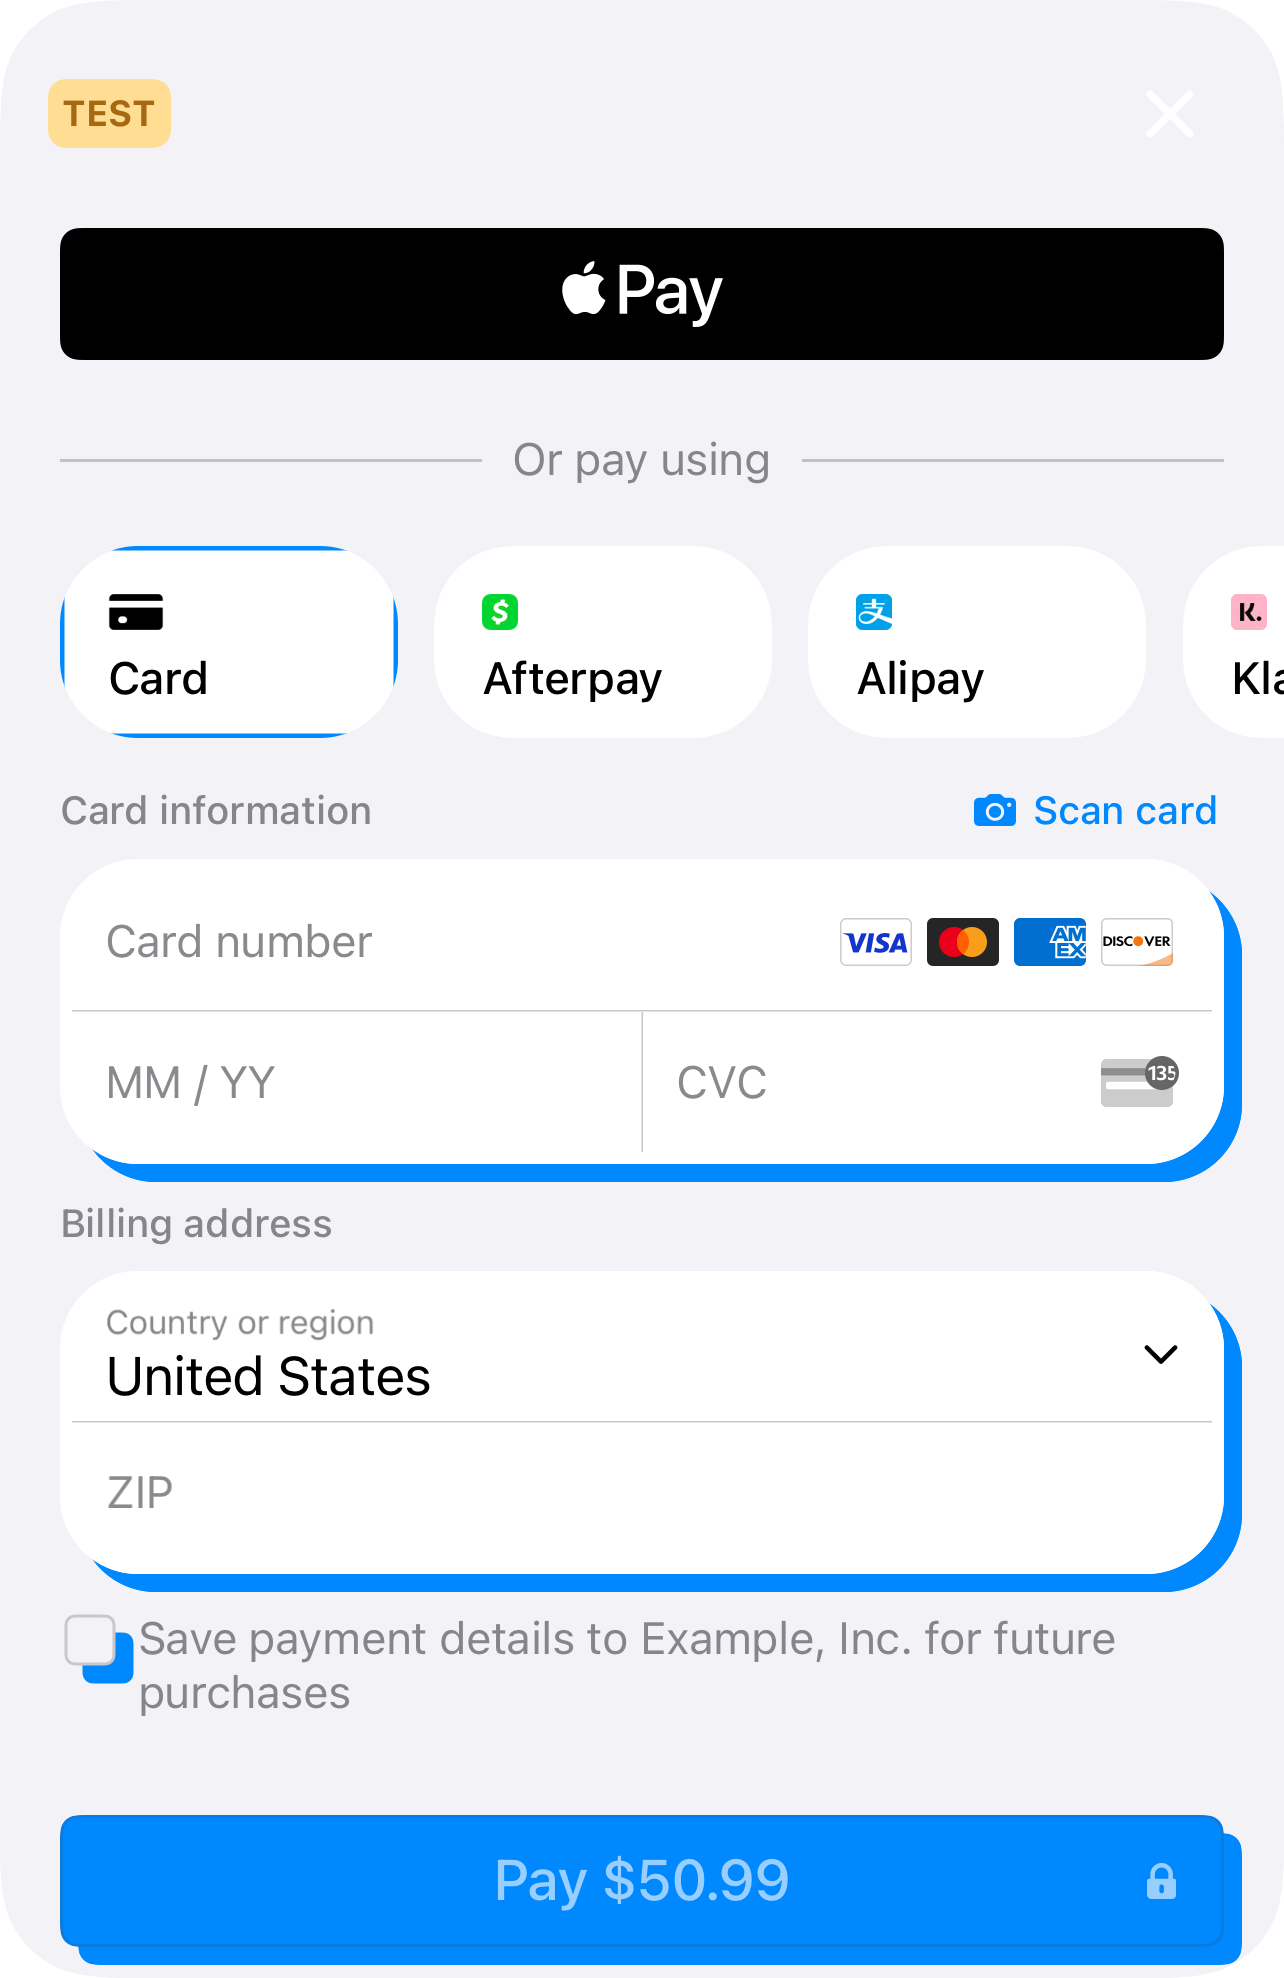 TEST
Pay
Or pay using
Card
Afterpay
Alipay
Kla
Card information
Scan card
Card number
VISA
AM
EX
DISCOVER
MM / YY
CVC
135
Billing address
Country or region
United States
ZIP
Save payment details to Example, Inc. for future
purchases
Pay $50.99